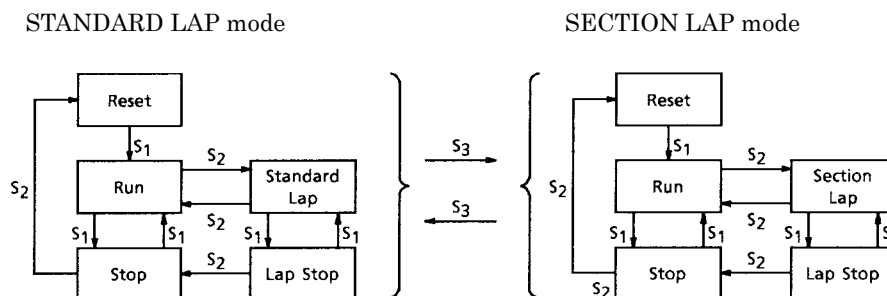 STANDARD LAP mode
SECTION LAP mode
Reset
S1
Run
S2
Standard
Lap
S2
S2
S1
S1
S1
S1
Stop
S2
Lap Stop
S3
S3
Reset
S1
Run
S2
Section
Lap
S2
S2
S1
S1
S1
S
Stop
S2
Lap Stop
S2